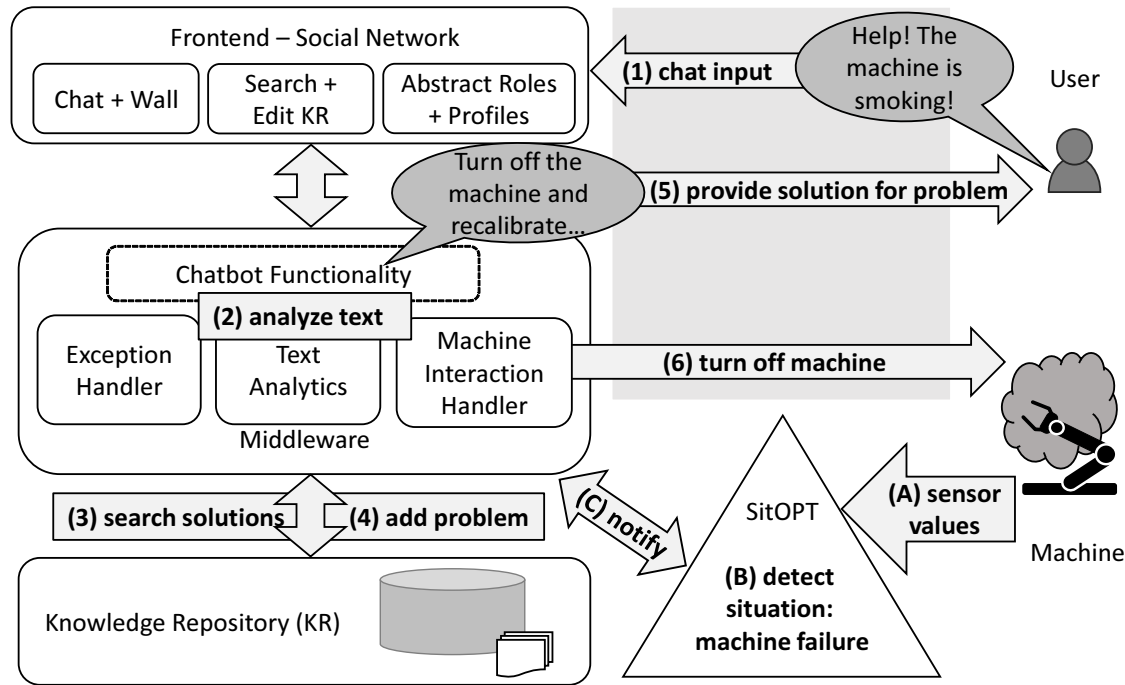 Frontend – Social Network
Chat + Wall
Search +
Edit KR
Abstract Roles
+ Profiles
(1) chat input
Help! The
machine is
smoking!
User
Turn off the
machine and
recalibrate...
(5) provide solution for problem
Chatbot Functionality
(2) analyze text
Exception
Handler
Text
Analytics
Machine
Interaction
Handler
Middleware
(6) turn off machine
(3) search solutions
(4) add problem
(C) notify
SitOPT
(B) detect
situation:
machine failure
(A) sensor
values
Machine
Knowledge Repository (KR)